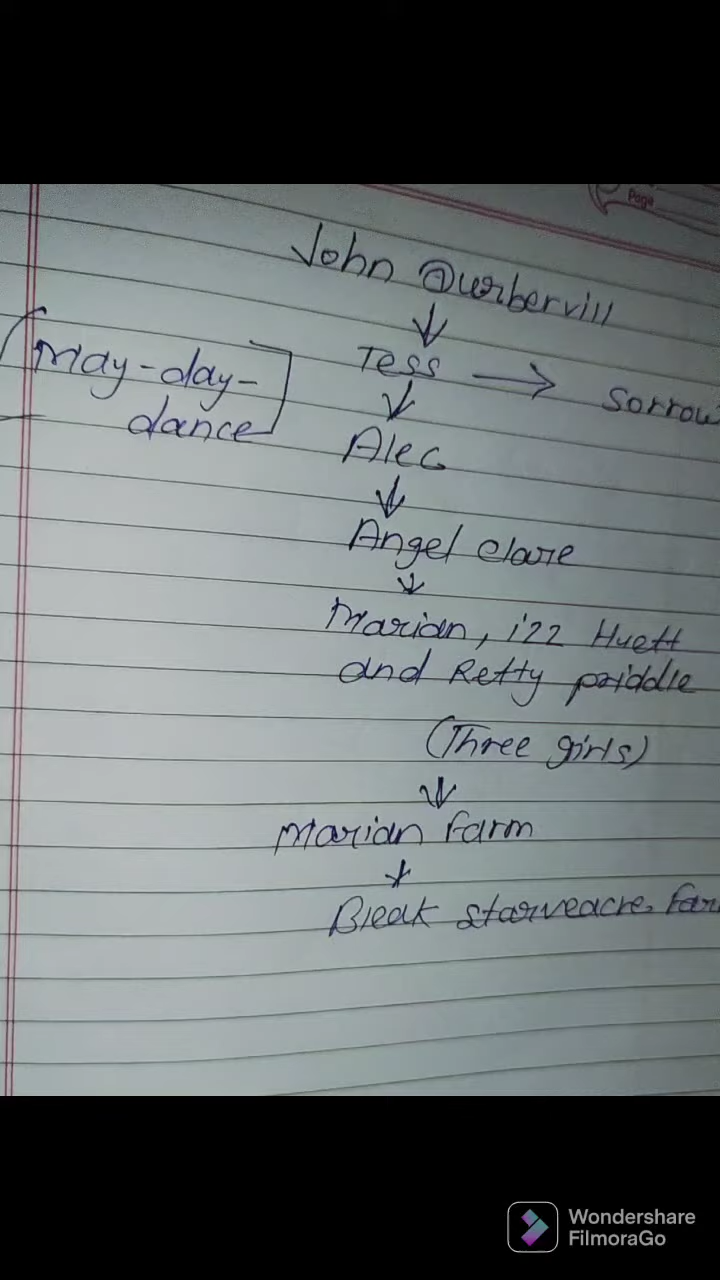 Page
John Durbervill
↓
Tess → Sorrow
[May-day-
dance]
↓
Alec
↓
Angel Clare
↓
Marian, izz Huett
and Retty priddle
(Three girls)
↓
Marian Farm
↓
Bleak starveacre Far
Wondershare
FilmoraGo